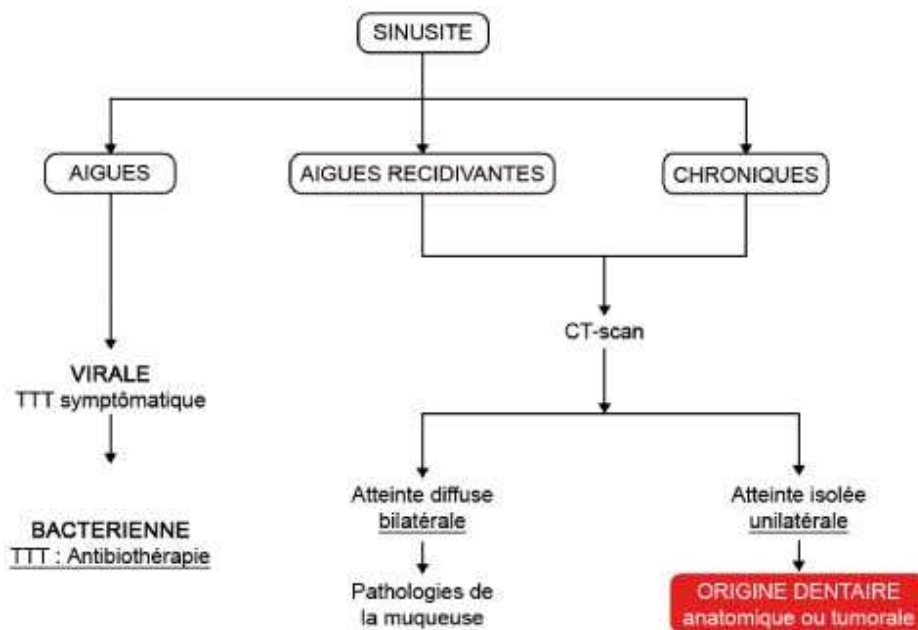 SINUSITE
AIGUES
AIGUES RECIDIVANTES
CHRONIQUES
CT-scan
VIRALE
TTT symptômatique
BACTERIENNE
TTT : Antibiothérapie
Atteinte diffuse
bilatérale
Pathologies de
la muqueuse
Atteinte isolée
unilatérale
ORIGINE DENTAIRE
anatomique ou tumorale